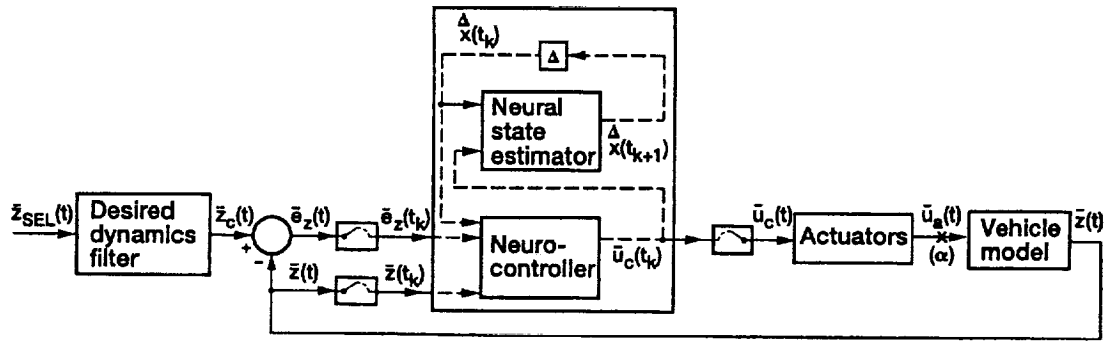 Δ
x(t_k)
Δ
Neural
state
estimator
Δ
x(t_{k+1})
z̄_SEL(t)
Desired
dynamics
filter
z̄_c(t)
+
-
ē_z(t)
ē_z(t_k)
z̄(t)
z̄(t_k)
Neuro-
controller
ū_c(t_k)
ū_c(t)
Actuators
ū_a(t)
×
(α)
Vehicle
model
z̄(t)